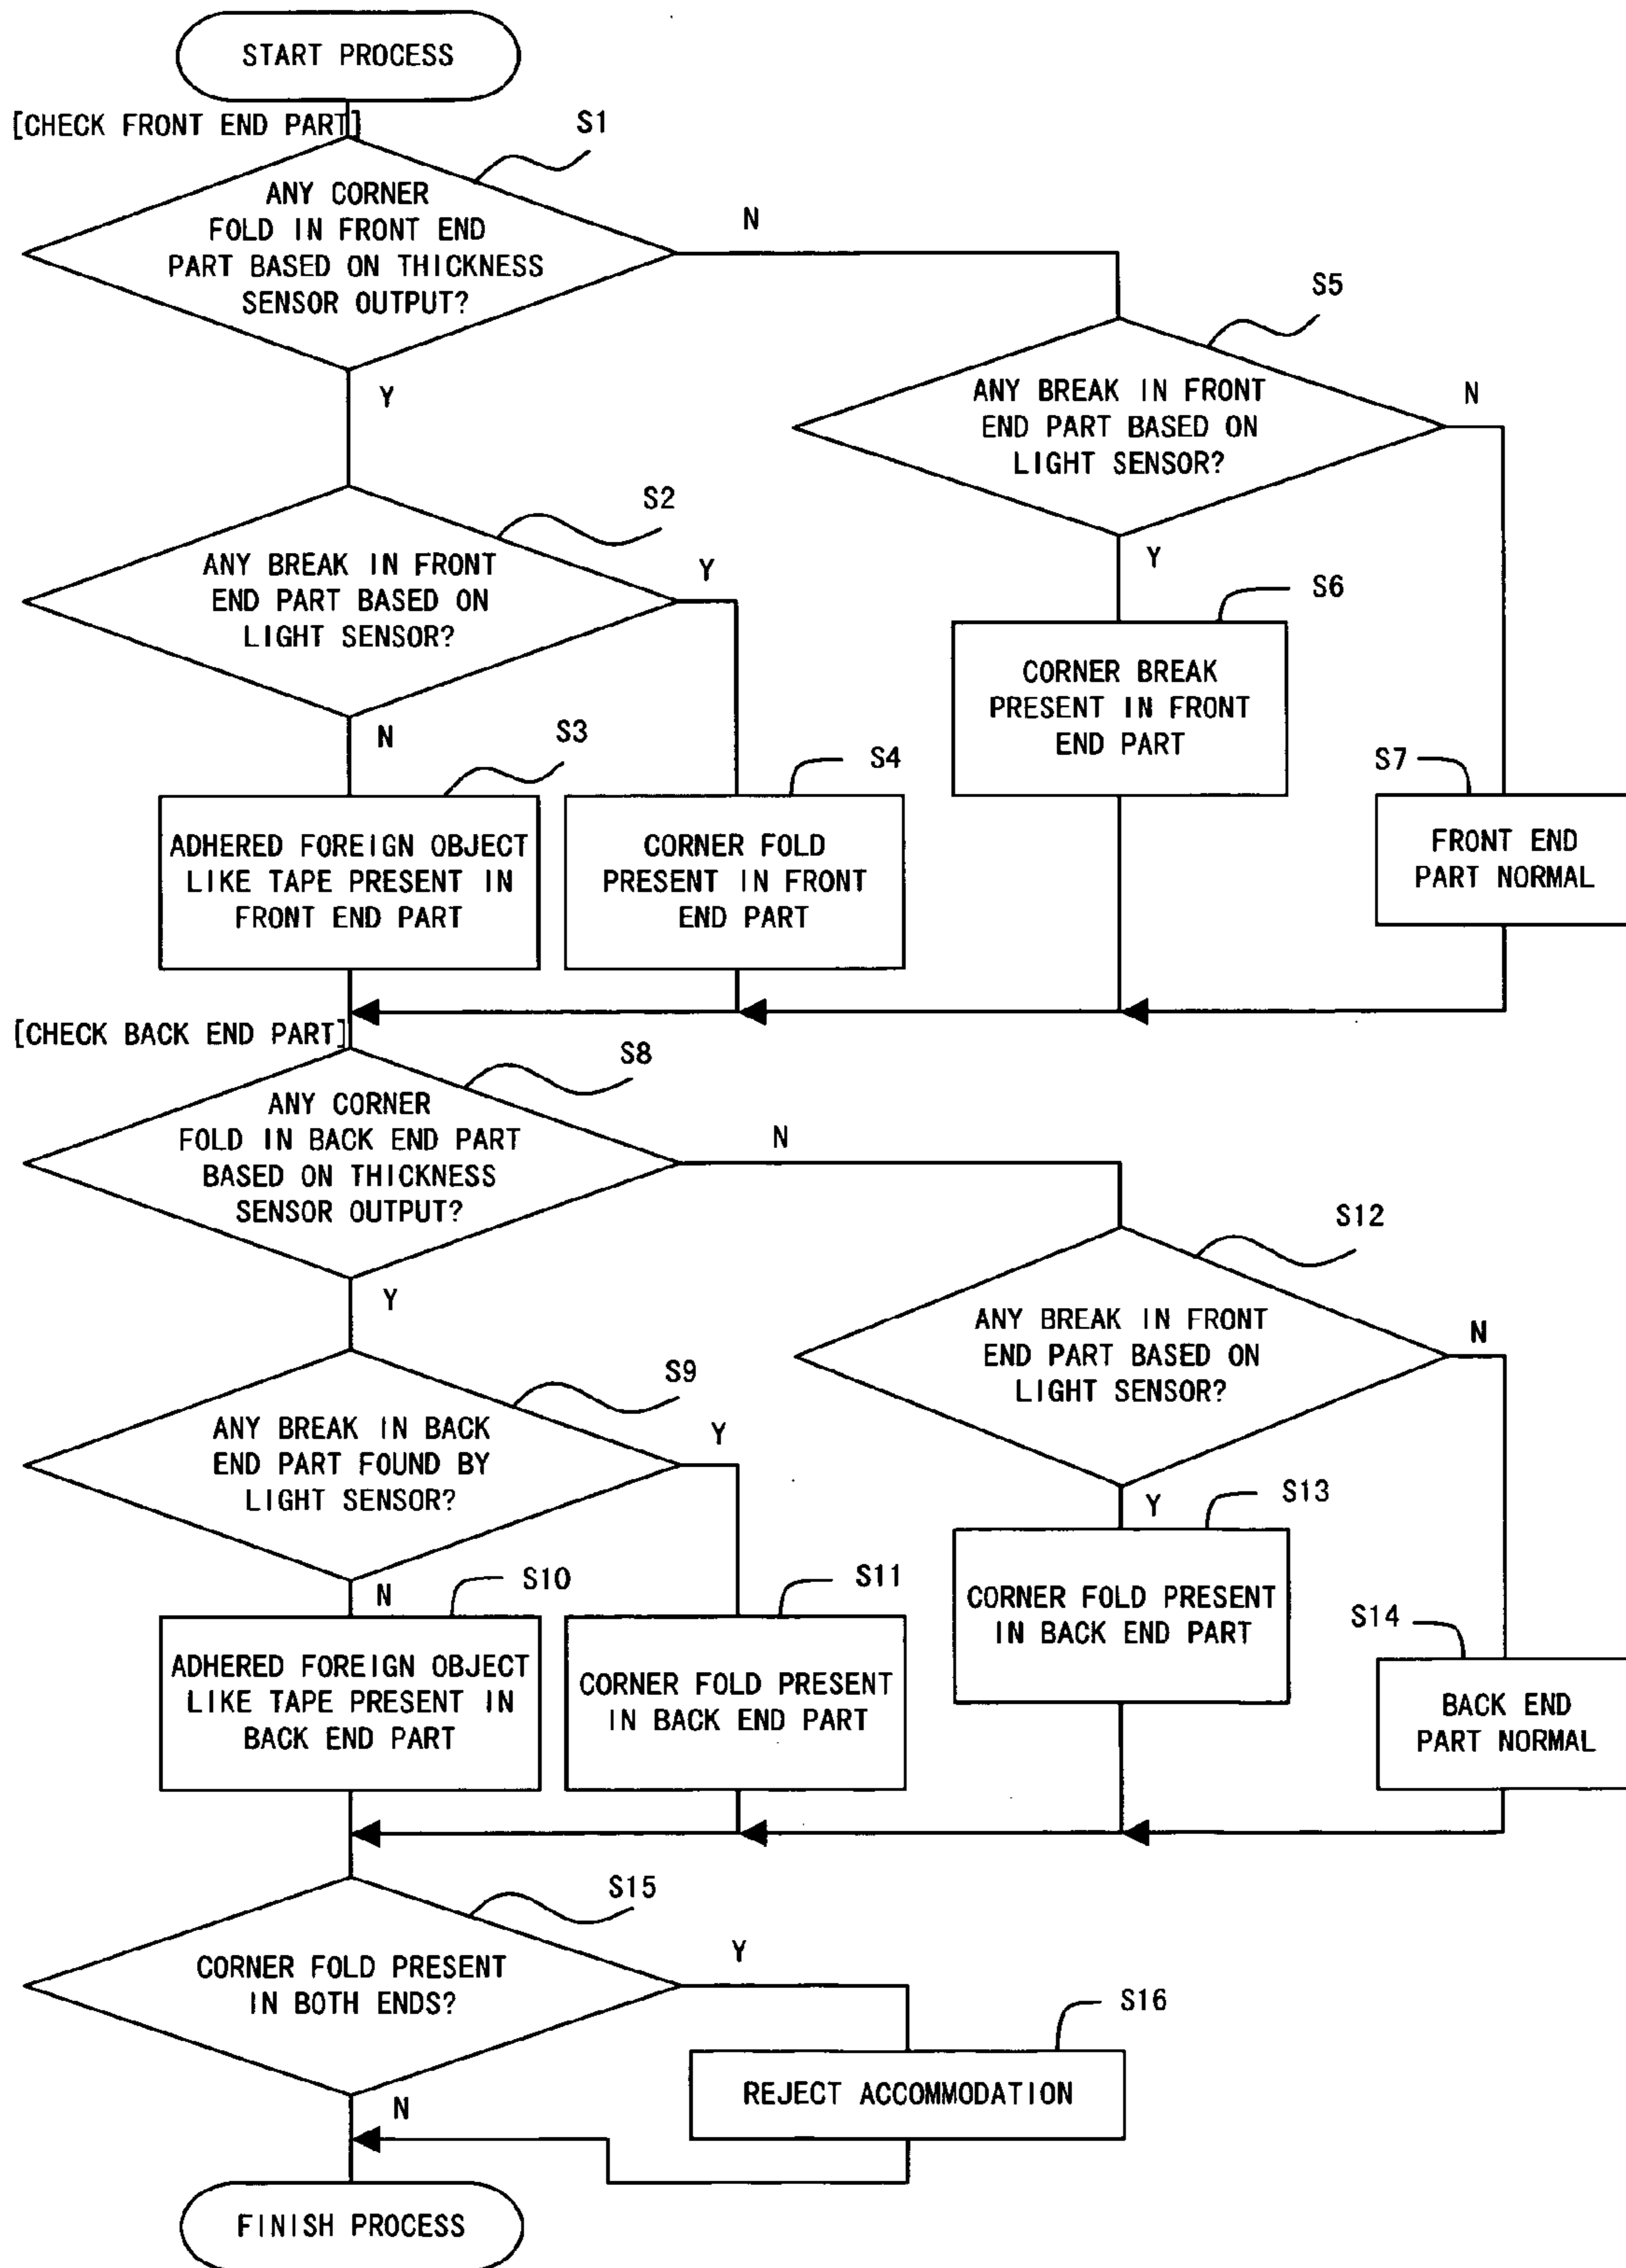 START PROCESS
[CHECK FRONT END PART]
S1
ANY CORNER
FOLD IN FRONT END
PART BASED ON THICKNESS
SENSOR OUTPUT?
N
Y
S5
ANY BREAK IN FRONT
END PART BASED ON
LIGHT SENSOR?
N
Y
S2
ANY BREAK IN FRONT
END PART BASED ON
LIGHT SENSOR?
Y
N
S6
CORNER BREAK
PRESENT IN FRONT
END PART
S3
ADHERED FOREIGN OBJECT
LIKE TAPE PRESENT IN
FRONT END PART
S4
CORNER FOLD
PRESENT IN FRONT
END PART
S7
FRONT END
PART NORMAL
[CHECK BACK END PART]
S8
ANY CORNER
FOLD IN BACK END PART
BASED ON THICKNESS
SENSOR OUTPUT?
N
Y
S12
ANY BREAK IN FRONT
END PART BASED ON
LIGHT SENSOR?
N
Y
S9
ANY BREAK IN BACK
END PART FOUND BY
LIGHT SENSOR?
Y
N
S13
CORNER FOLD PRESENT
IN BACK END PART
S10
ADHERED FOREIGN OBJECT
LIKE TAPE PRESENT IN
BACK END PART
S11
CORNER FOLD PRESENT
IN BACK END PART
S14
BACK END
PART NORMAL
S15
CORNER FOLD PRESENT
IN BOTH ENDS?
Y
N
S16
REJECT ACCOMMODATION
FINISH PROCESS